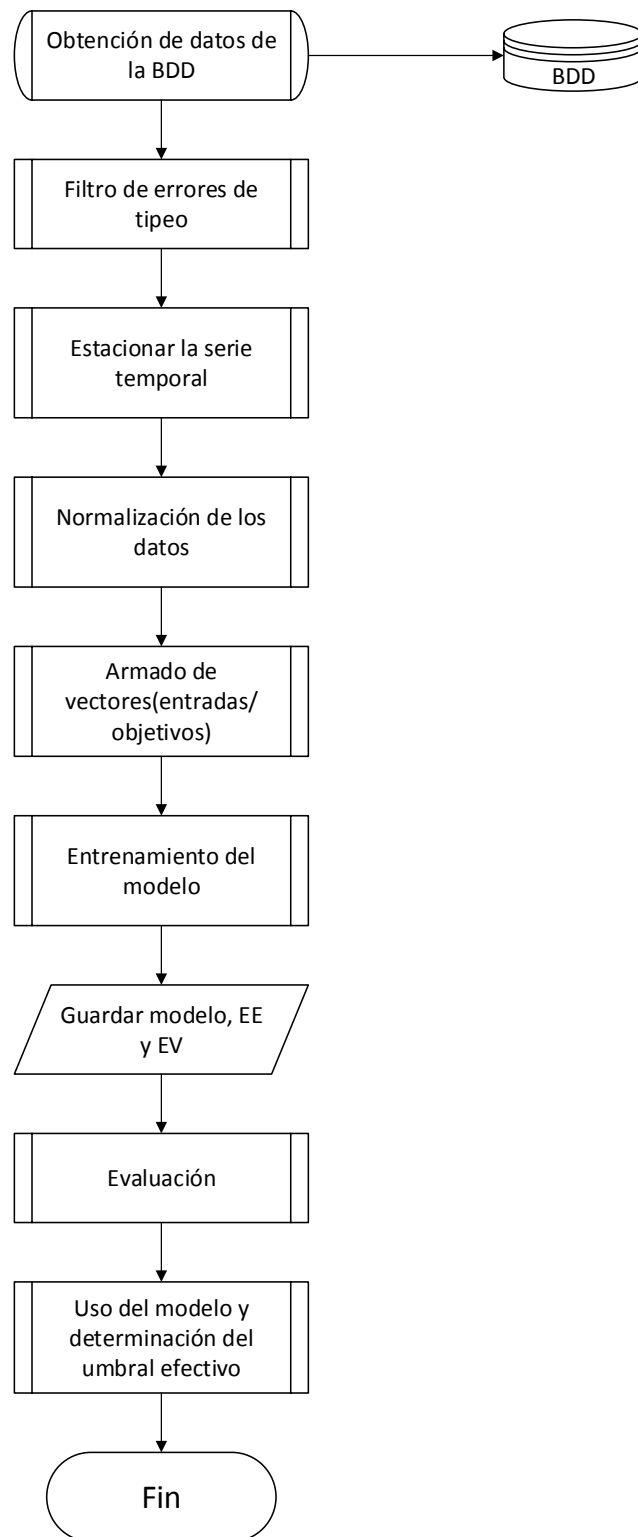 Obtención de datos de
la BDD
BDD
Filtro de errores de
tipeo
Estacionar la serie
temporal
Normalización de los
datos
Armado de
vectores(entradas/
objetivos)
Entrenamiento del
modelo
Guardar modelo, EE
y EV
Evaluación
Uso del modelo y
determinación del
umbral efectivo
Fin